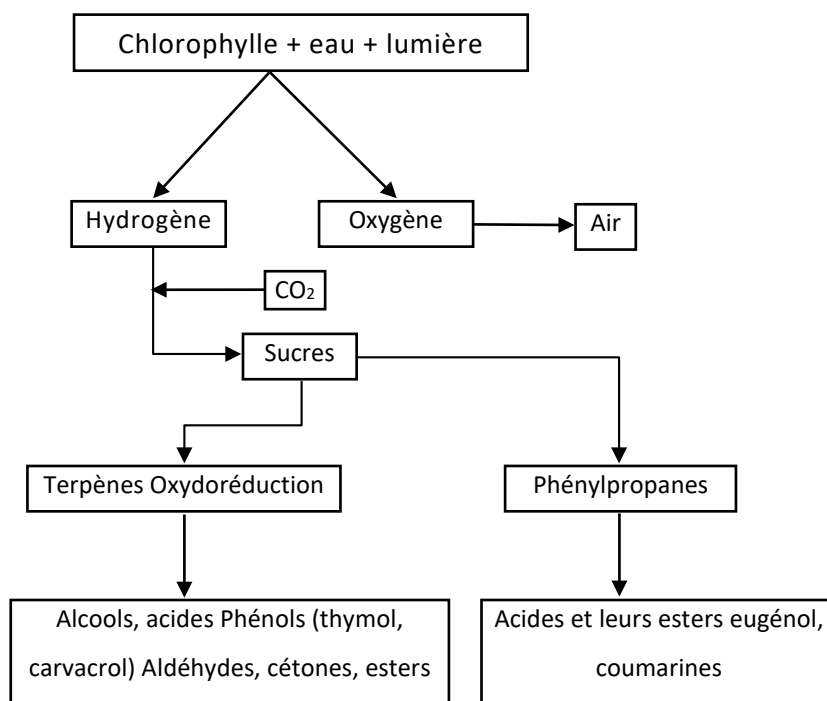 Chlorophylle + eau + lumière
Hydrogène
Oxygène
Air
CO₂
Sucres
Terpènes Oxydoréduction
Phénylpropanes
Alcools, acides Phénols (thymol,
carvacrol) Aldéhydes, cétones, esters
Acides et leurs esters eugénol,
coumarines